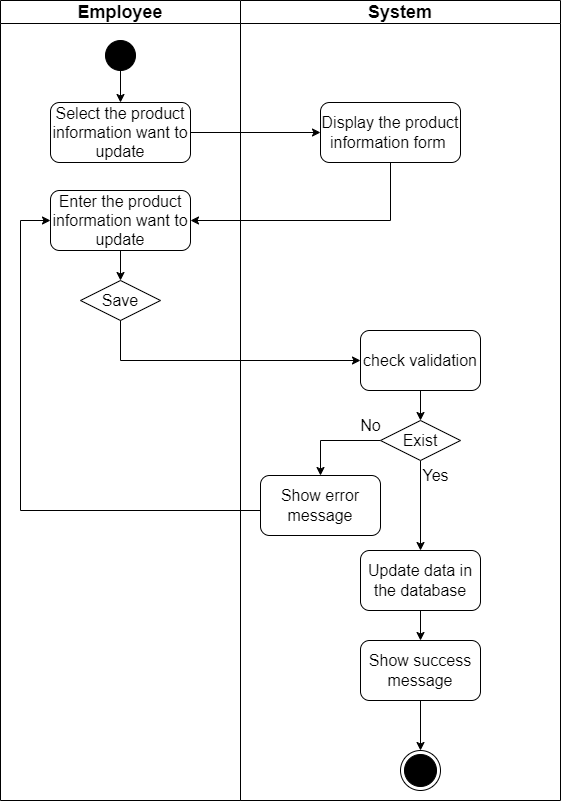 Employee
System
Select the product
information want to
update
Display the product
information form
Enter the product
information want to
update
Save
check validation
No
Exist
Yes
Show error
message
Update data in
the database
Show success
message